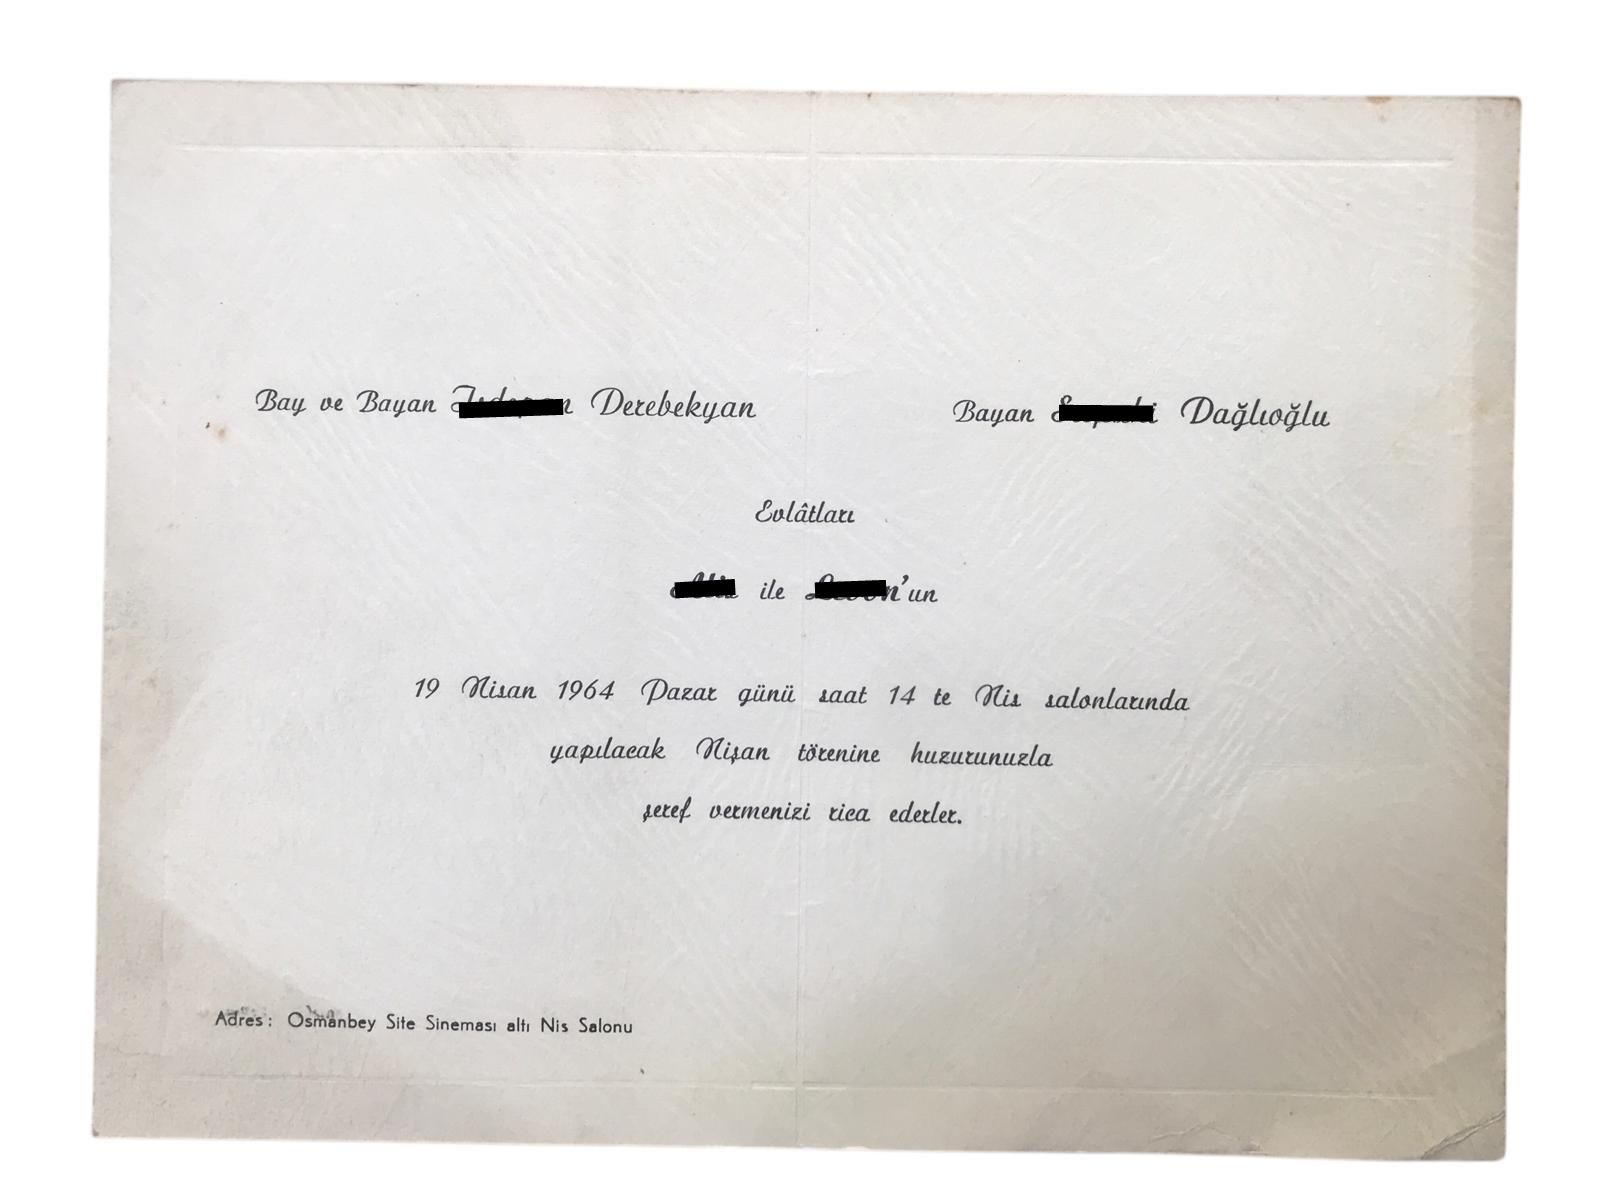 Bay ve Bayan Derebekyan
Bayan Dağlıoğlu
Evlâtları
ile 'un
19 Nisan 1964 Pazar günü saat 14 te Nis salonlarında
yapılacak Nişan törenine huzurunuzla
şeref vermenizi rica ederler.
Adres: Osmanbey Site Sineması altı Nis Salonu